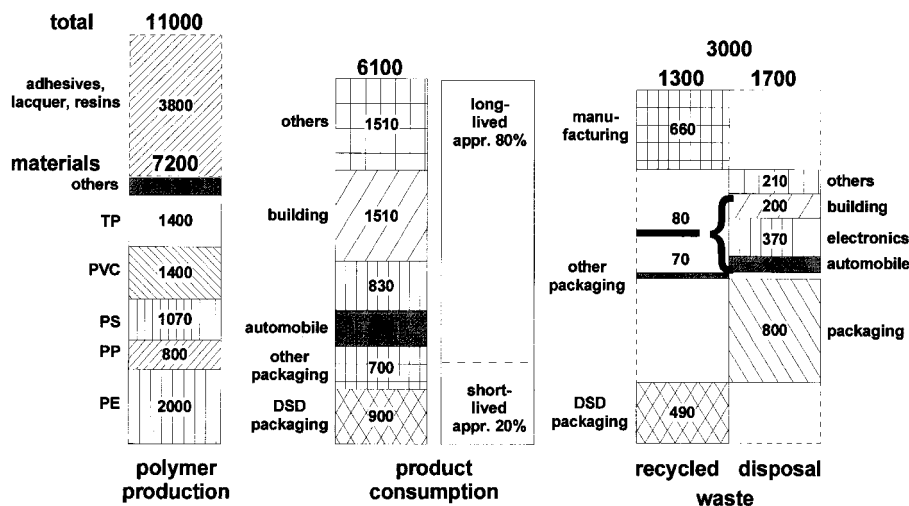 total 11000
adhesives,
lacquer, resins
3800
materials 7200
others
TP 1400
PVC 1400
PS 1070
PP 800
PE 2000
polymer
production
6100
others 1510
building 1510
830
automobile
other
packaging
700
DSD
packaging
900
long-
lived
appr. 80%
short-
lived
appr. 20%
product
consumption
3000
1300 1700
manu-
facturing
660
210 others
80 200 building
370 electronics
70 automobile
other
packaging
800 packaging
DSD
packaging
490
recycled disposal
waste